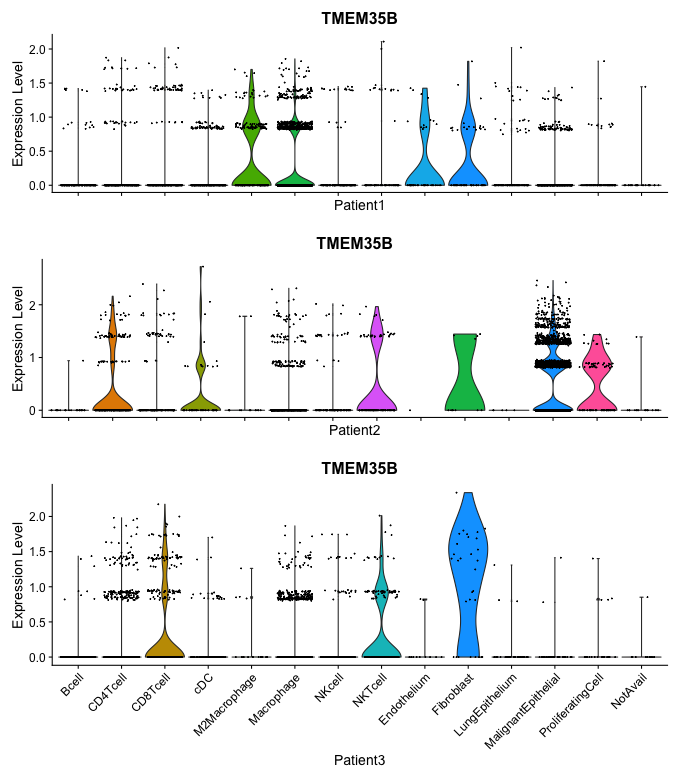 TMEM35B
Expression Level
2.0
1.5
1.0
0.5
0.0
Patient1
TMEM35B
Expression Level
2
1
0
Patient2
TMEM35B
Expression Level
2.0
1.5
1.0
0.5
0.0
Bcell
CD4Tcell
CD8Tcell
cDC
M2Macrophage
Macrophage
NKcell
NKTcell
Endothelium
Fibroblast
LungEpithelium
MalignantEpithelial
ProliferatingCell
NotAvail
Patient3